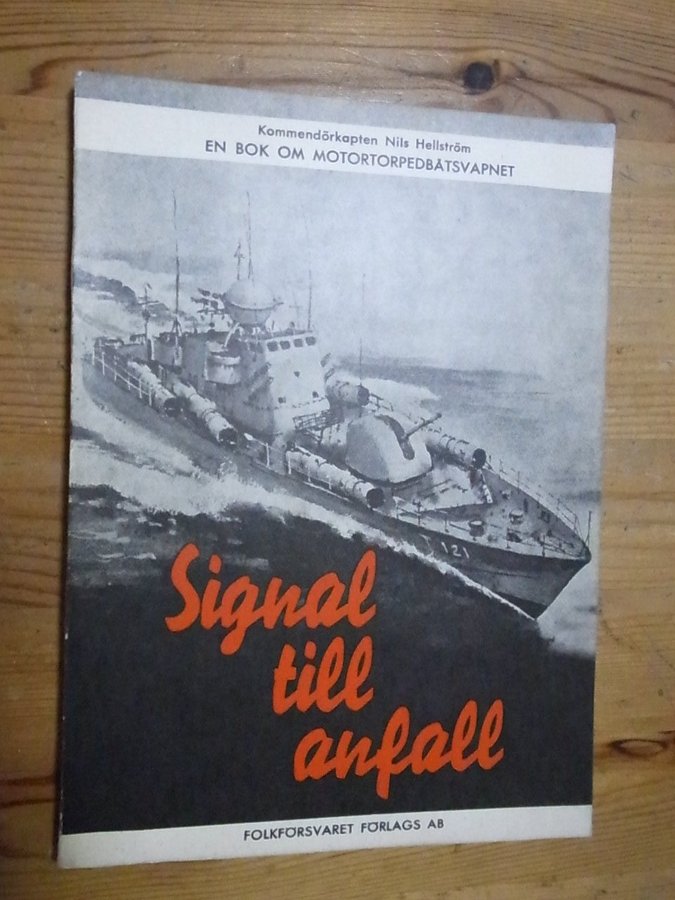 Kommendörkapten Nils Hellström
EN BOK OM MOTORTORPEDBÅTSVAPNET
T 121
Signal
till
anfall
FOLKFÖRSVARET FÖRLAGS AB